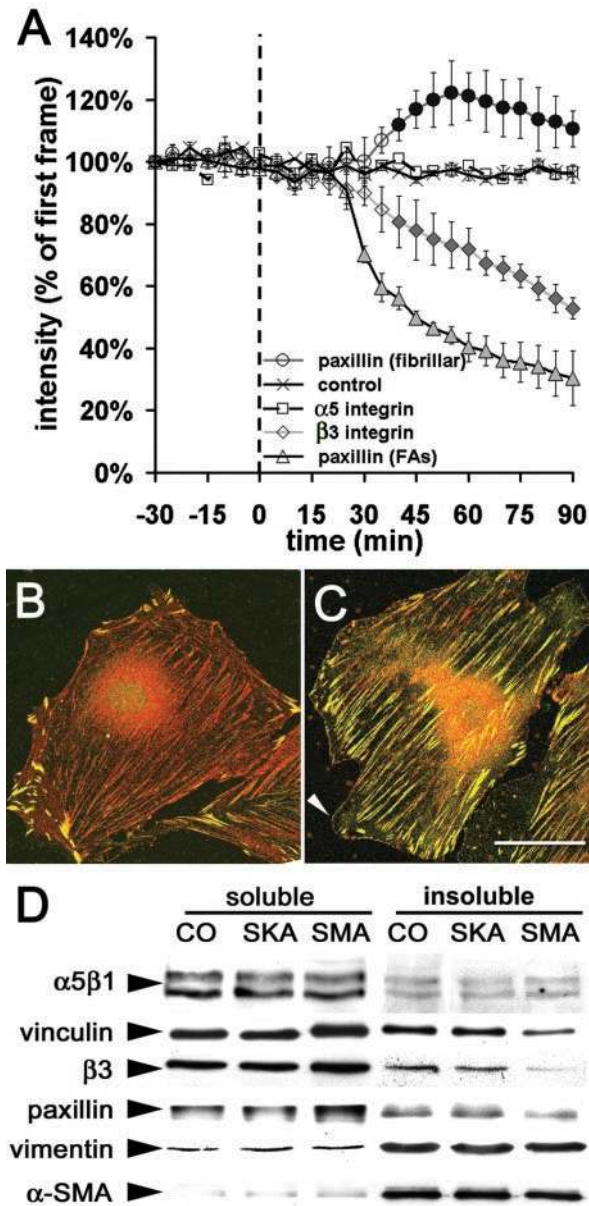 A
140%
120%
100%
80%
60%
40%
20%
0%
intensity (% of first frame)
paxillin (fibrillar)
control
α5 integrin
β3 integrin
paxillin (FAs)
-30 -15 0 15 30 45 60 75 90
time (min)
B
C
D
soluble insoluble
CO SKA SMA CO SKA SMA
α5β1
vinculin
β3
paxillin
vimentin
α-SMA